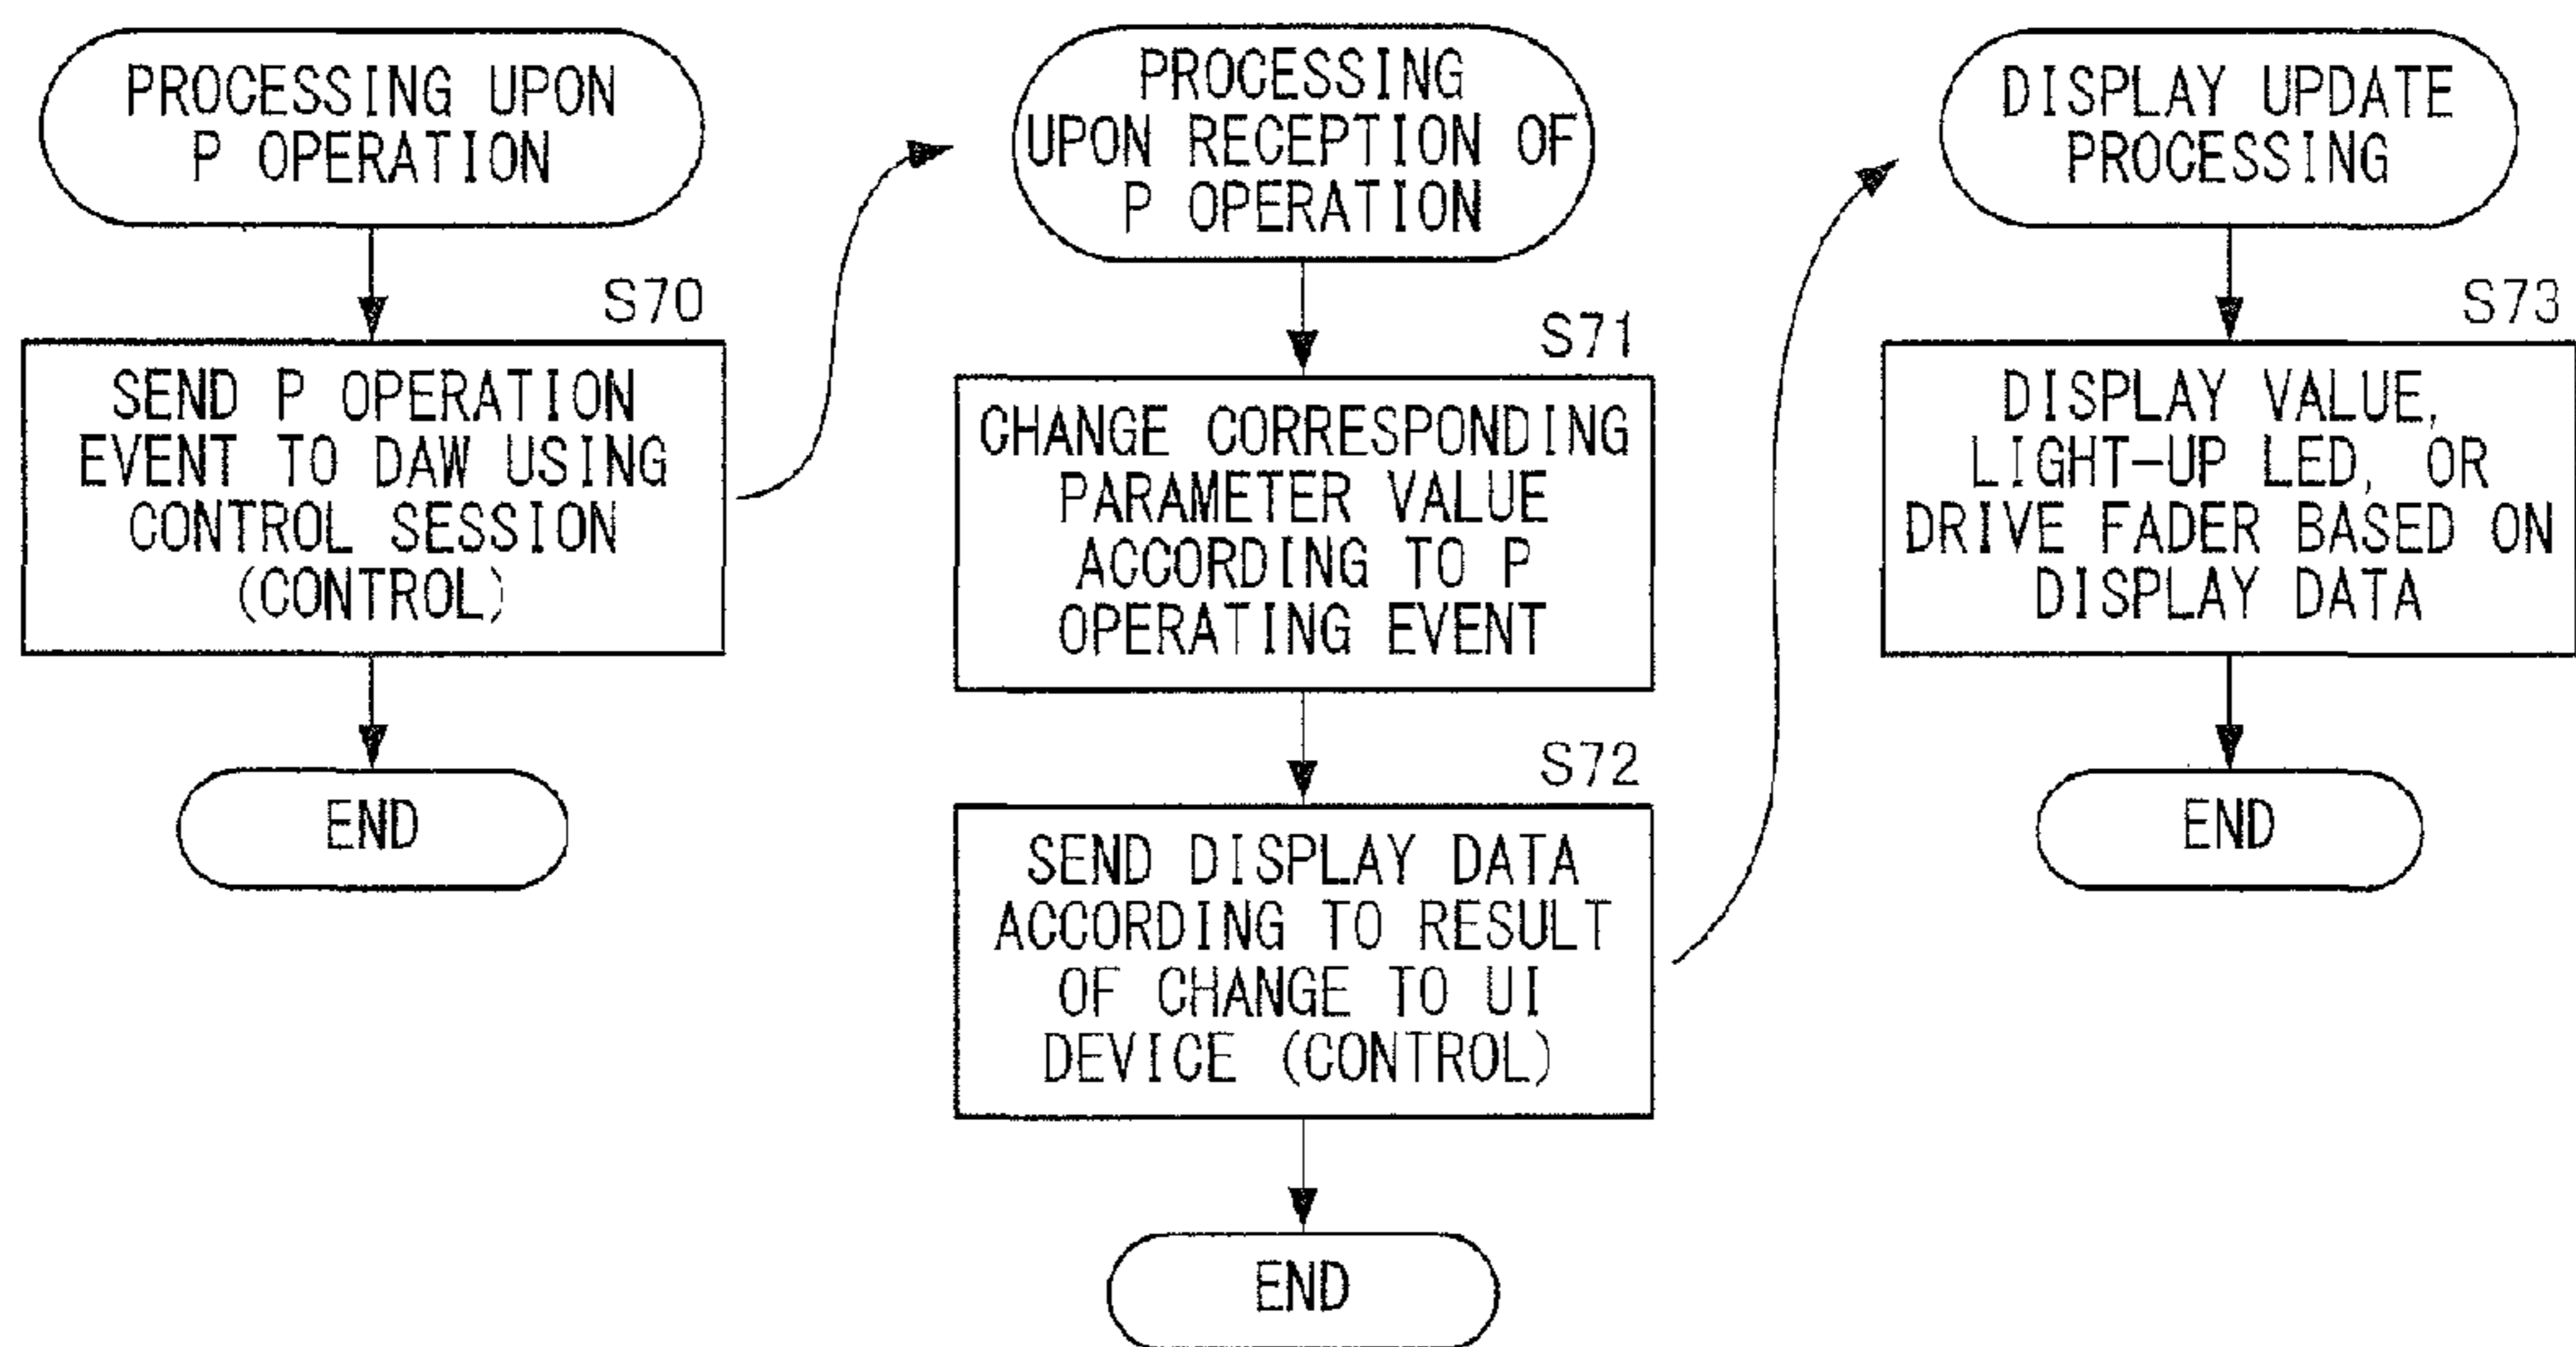 PROCESSING UPON
P OPERATION
S70
SEND P OPERATION
EVENT TO DAW USING
CONTROL SESSION
(CONTROL)
END
PROCESSING
UPON RECEPTION OF
P OPERATION
S71
CHANGE CORRESPONDING
PARAMETER VALUE
ACCORDING TO P
OPERATING EVENT
S72
SEND DISPLAY DATA
ACCORDING TO RESULT
OF CHANGE TO UI
DEVICE (CONTROL)
END
DISPLAY UPDATE
PROCESSING
S73
DISPLAY VALUE,
LIGHT-UP LED, OR
DRIVE FADER BASED ON
DISPLAY DATA
END